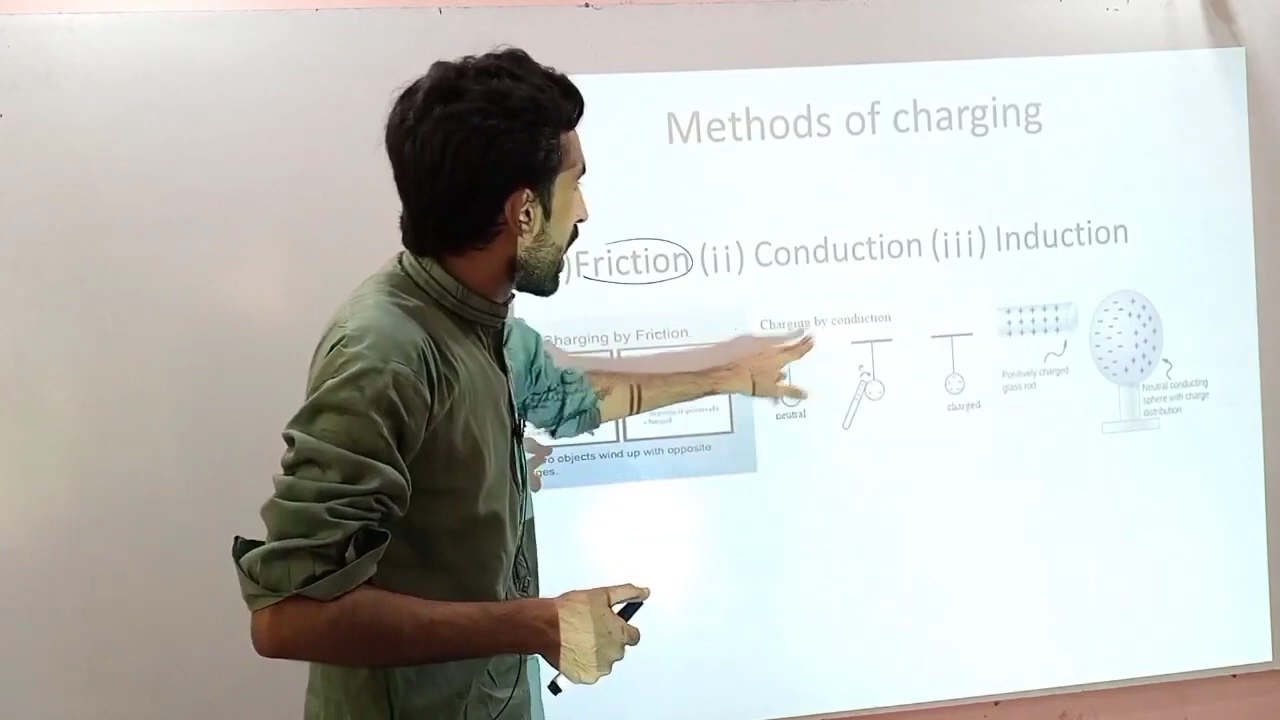 Methods of charging
Friction (ii) Conduction (iii) Induction
Charging by Friction.
objects wind up with opposite
Charging by conduction
neutral
charged
Positively charged
glass rod
Neutral conducting
sphere with charge
distribution